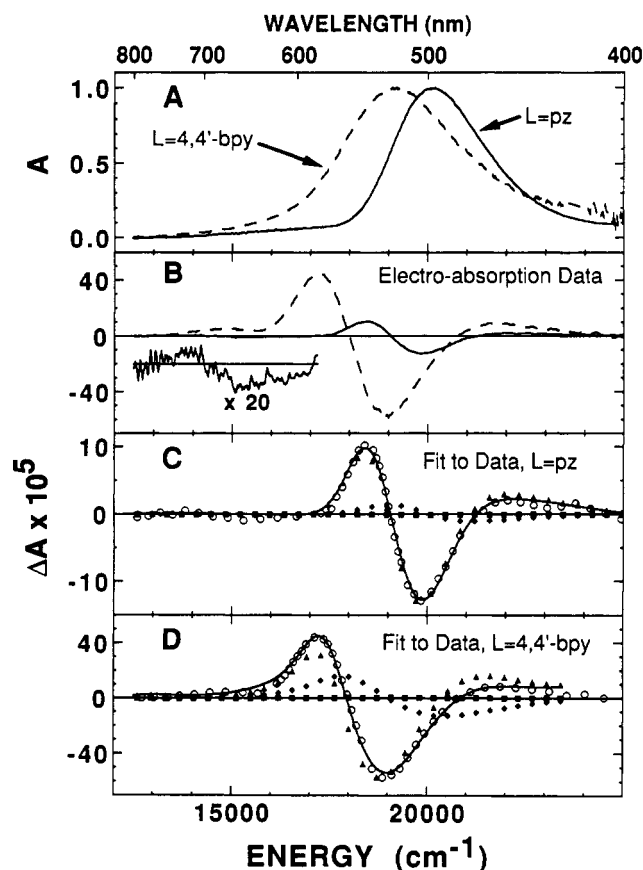 WAVELENGTH (nm)
800 700 600 500 400
A
1.0
0.5
0.0
A
L=4,4'-bpy
L=pz
B
Electro-absorption Data
40
0
-40
x 20
ΔA x 10⁵
C
Fit to Data, L=pz
10
0
-10
D
Fit to Data, L=4,4'-bpy
40
0
-40
15000 20000
ENERGY (cm⁻¹)